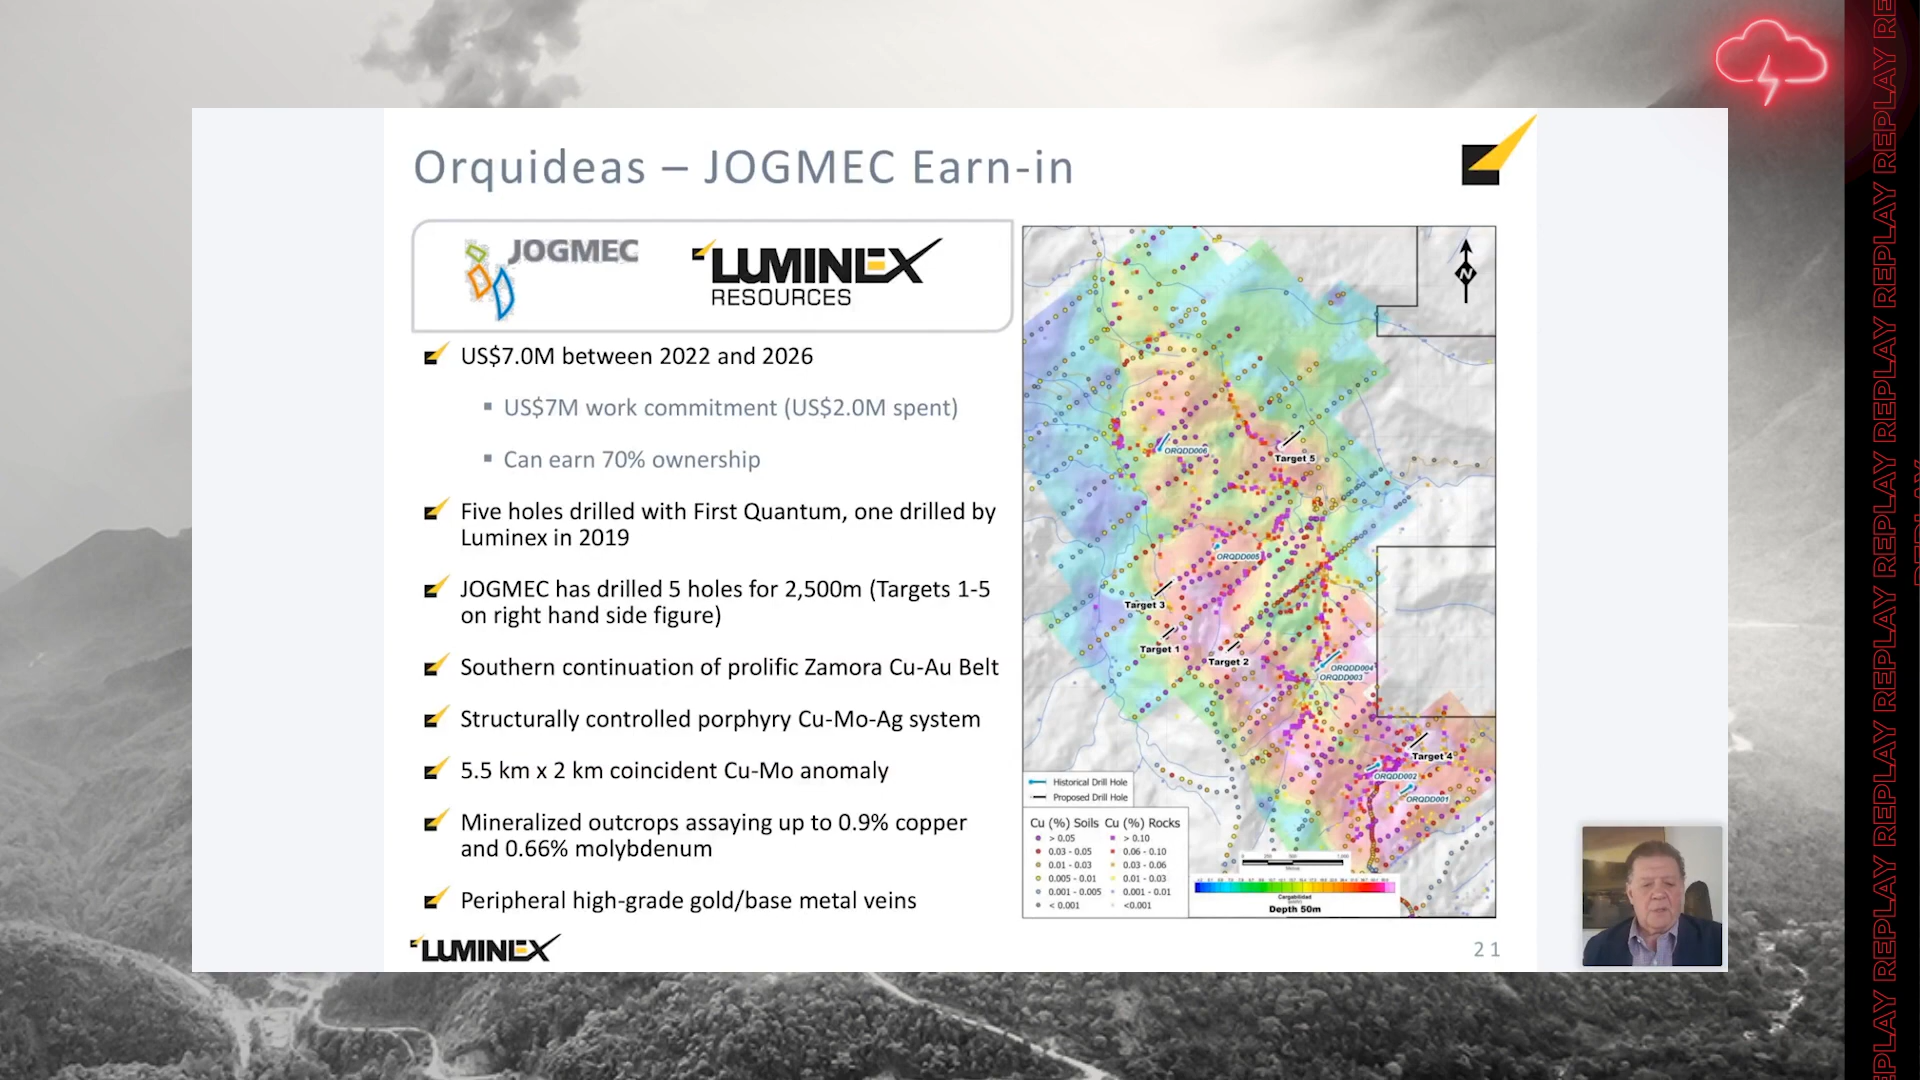 Orquideas – JOGMEC Earn-in
JOGMEC
LUMINEX
RESOURCES
US$7.0M between 2022 and 2026
US$7M work commitment (US$2.0M spent)
Can earn 70% ownership
Five holes drilled with First Quantum, one drilled by
Luminex in 2019
JOGMEC has drilled 5 holes for 2,500m (Targets 1-5
on right hand side figure)
Southern continuation of prolific Zamora Cu-Au Belt
Structurally controlled porphyry Cu-Mo-Ag system
5.5 km x 2 km coincident Cu-Mo anomaly
Mineralized outcrops assaying up to 0.9% copper
and 0.66% molybdenum
Peripheral high-grade gold/base metal veins
LUMINEX
21
N
ORQDD006
Target 5
ORQDD005
Target 3
Target 1
Target 2
ORQDD004
ORQDD003
Target 4
ORQDD002
ORQDD001
Historical Drill Hole
Proposed Drill Hole
Cu (%) Soils Cu (%) Rocks
> 0.05 > 0.10
0.03 - 0.05 0.06 - 0.10
0.01 - 0.03 0.03 - 0.06
0.005 - 0.01 0.01 - 0.03
0.001 - 0.005 0.001 - 0.01
< 0.001 <0.001
Depth 50m
REPLAY REPLAY REPLAY REPLAY REPLAY REPLAY REPLAY REPLAY